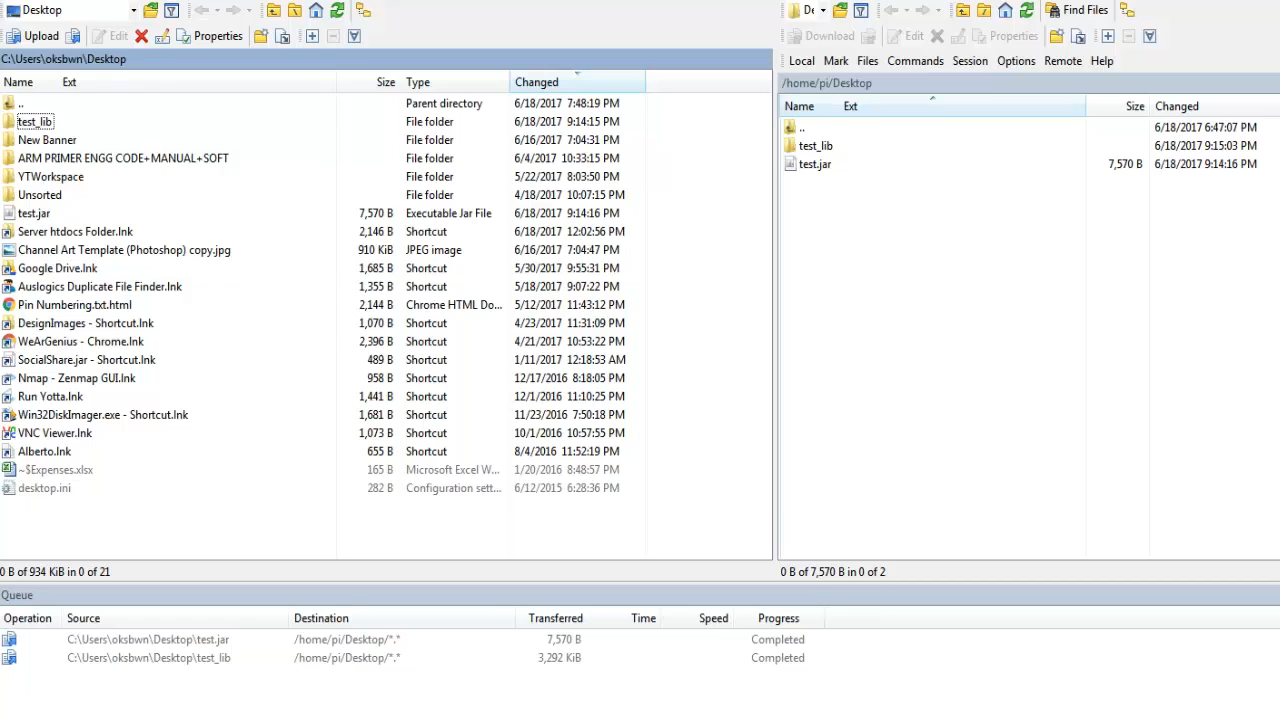 Desktop
Upload Edit Properties
C:\Users\oksbwn\Desktop
Name Ext Size Type Changed
.. Parent directory 6/18/2017 7:48:19 PM
test_lib File folder 6/18/2017 9:14:15 PM
New Banner File folder 6/16/2017 7:04:31 PM
ARM PRIMER ENGG CODE+MANUAL+SOFT File folder 6/4/2017 10:33:15 PM
YTWorkspace File folder 5/22/2017 8:03:50 PM
Unsorted File folder 4/18/2017 10:07:15 PM
test.jar 7,570 B Executable Jar File 6/18/2017 9:14:16 PM
Server htdocs Folder.lnk 2,146 B Shortcut 6/18/2017 12:02:56 PM
Channel Art Template (Photoshop) copy.jpg 910 KiB JPEG image 6/16/2017 7:04:47 PM
Google Drive.lnk 1,685 B Shortcut 5/30/2017 9:55:31 PM
Auslogics Duplicate File Finder.lnk 1,355 B Shortcut 5/18/2017 9:07:22 PM
Pin Numbering.txt.html 2,144 B Chrome HTML Do... 5/12/2017 11:43:12 PM
DesignImages - Shortcut.lnk 1,070 B Shortcut 4/23/2017 11:31:09 PM
WeArGenius - Chrome.lnk 2,396 B Shortcut 4/21/2017 10:53:22 PM
SocialShare.jar - Shortcut.lnk 489 B Shortcut 1/11/2017 12:18:53 AM
Nmap - Zenmap GUI.lnk 958 B Shortcut 12/17/2016 8:18:05 PM
Run Yotta.lnk 1,441 B Shortcut 12/1/2016 11:10:25 PM
Win32DiskImager.exe - Shortcut.lnk 1,681 B Shortcut 11/23/2016 7:50:18 PM
VNC Viewer.lnk 1,073 B Shortcut 10/1/2016 10:57:55 PM
Alberto.lnk 655 B Shortcut 8/4/2016 11:52:19 PM
~$Expenses.xlsx 165 B Microsoft Excel W... 1/20/2016 8:48:57 PM
desktop.ini 282 B Configuration sett... 6/12/2015 6:28:36 PM
0 B of 934 KiB in 0 of 21
De Find Files
Download Edit Properties
Local Mark Files Commands Session Options Remote Help
/home/pi/Desktop
Name Ext Size Changed
.. 6/18/2017 6:47:07 PM
test_lib 6/18/2017 9:15:03 PM
test.jar 7,570 B 6/18/2017 9:14:16 PM
0 B of 7,570 B in 0 of 2
Queue
Operation Source Destination Transferred Time Speed Progress
C:\Users\oksbwn\Desktop\test.jar /home/pi/Desktop/*.* 7,570 B Completed
C:\Users\oksbwn\Desktop\test_lib /home/pi/Desktop/*.* 3,292 KiB Completed